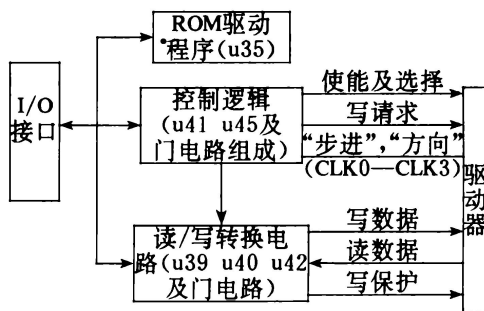 ROM驱动
程序(u35)
I/O
接口
控制逻辑
(u41 u45及
门电路组成)
使能及选择
写请求
“步进”,“方向”
(CLK0—CLK3)
驱动器
读/写转换电
路(u39 u40 u42
及门电路)
写数据
读数据
写保护